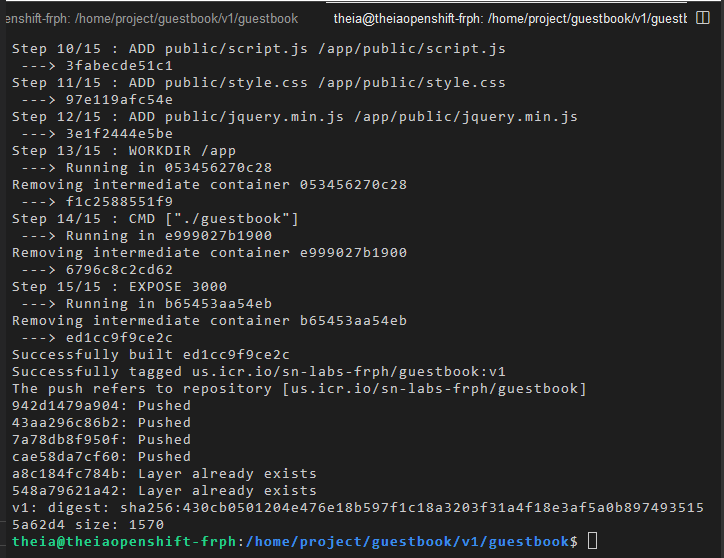 enshift-frph: /home/project/guestbook/v1/guestbook theia@theiaopenshift-frph: /home/project/guestbook/v1/guestb
Step 10/15 : ADD public/script.js /app/public/script.js
 ---> 3fabecde51c1
Step 11/15 : ADD public/style.css /app/public/style.css
 ---> 97e119afc54e
Step 12/15 : ADD public/jquery.min.js /app/public/jquery.min.js
 ---> 3e1f2444e5be
Step 13/15 : WORKDIR /app
 ---> Running in 053456270c28
Removing intermediate container 053456270c28
 ---> f1c2588551f9
Step 14/15 : CMD ["./guestbook"]
 ---> Running in e999027b1900
Removing intermediate container e999027b1900
 ---> 6796c8c2cd62
Step 15/15 : EXPOSE 3000
 ---> Running in b65453aa54eb
Removing intermediate container b65453aa54eb
 ---> ed1cc9f9ce2c
Successfully built ed1cc9f9ce2c
Successfully tagged us.icr.io/sn-labs-frph/guestbook:v1
The push refers to repository [us.icr.io/sn-labs-frph/guestbook]
942d1479a904: Pushed
43aa296c86b2: Pushed
7a78db8f950f: Pushed
cae58da7cf60: Pushed
a8c184fc784b: Layer already exists
548a79621a42: Layer already exists
v1: digest: sha256:430cb0501204e476e18b597f1c18a3203f31a4f18e3af5a0b897493515
5a62d4 size: 1570
theia@theiaopenshift-frph:/home/project/guestbook/v1/guestbook$